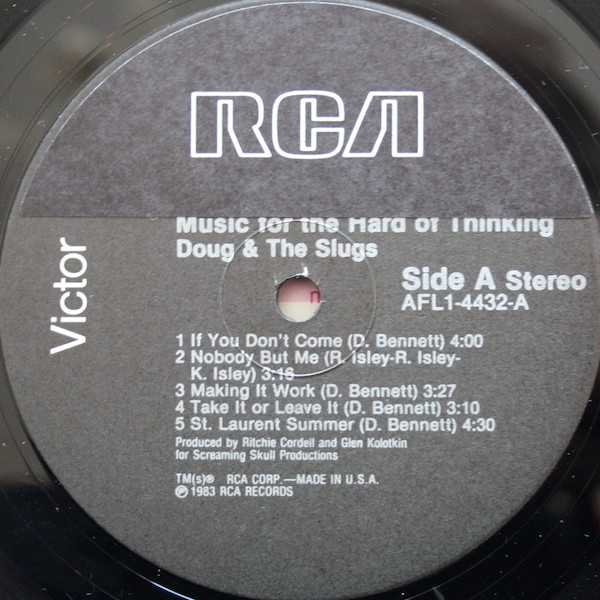 RCA
Victor
Music for the Hard of Thinking
Doug & The Slugs
Side A Stereo
AFL1-4432-A
1 If You Don't Come (D. Bennett) 4:00
2 Nobody But Me (R. Isley-R. Isley-
K. Isley) 3:16
3 Making It Work (D. Bennett) 3:27
4 Take It or Leave It (D. Bennett) 3:10
5 St. Laurent Summer (D. Bennett) 4:30
Produced by Ritchie Cordell and Glen Kolotkin
for Screaming Skull Productions
TM(s)® RCA CORP.—MADE IN U.S.A.
℗ 1983 RCA RECORDS